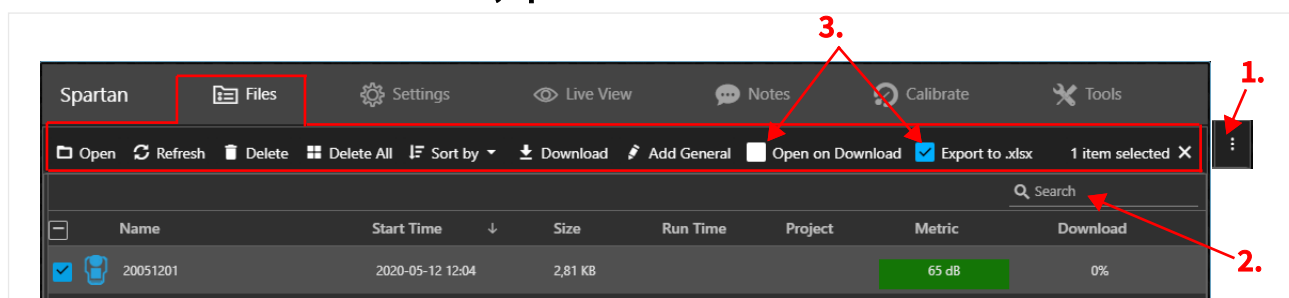 3.
1.
Spartan Files Settings Live View Notes Calibrate Tools
Open Refresh Delete Delete All Sort by Download Add General Open on Download Export to .xlsx 1 item selected
Search
Name Start Time Size Run Time Project Metric Download
20051201 2020-05-12 12:04 2,81 KB 65 dB 0%
2.